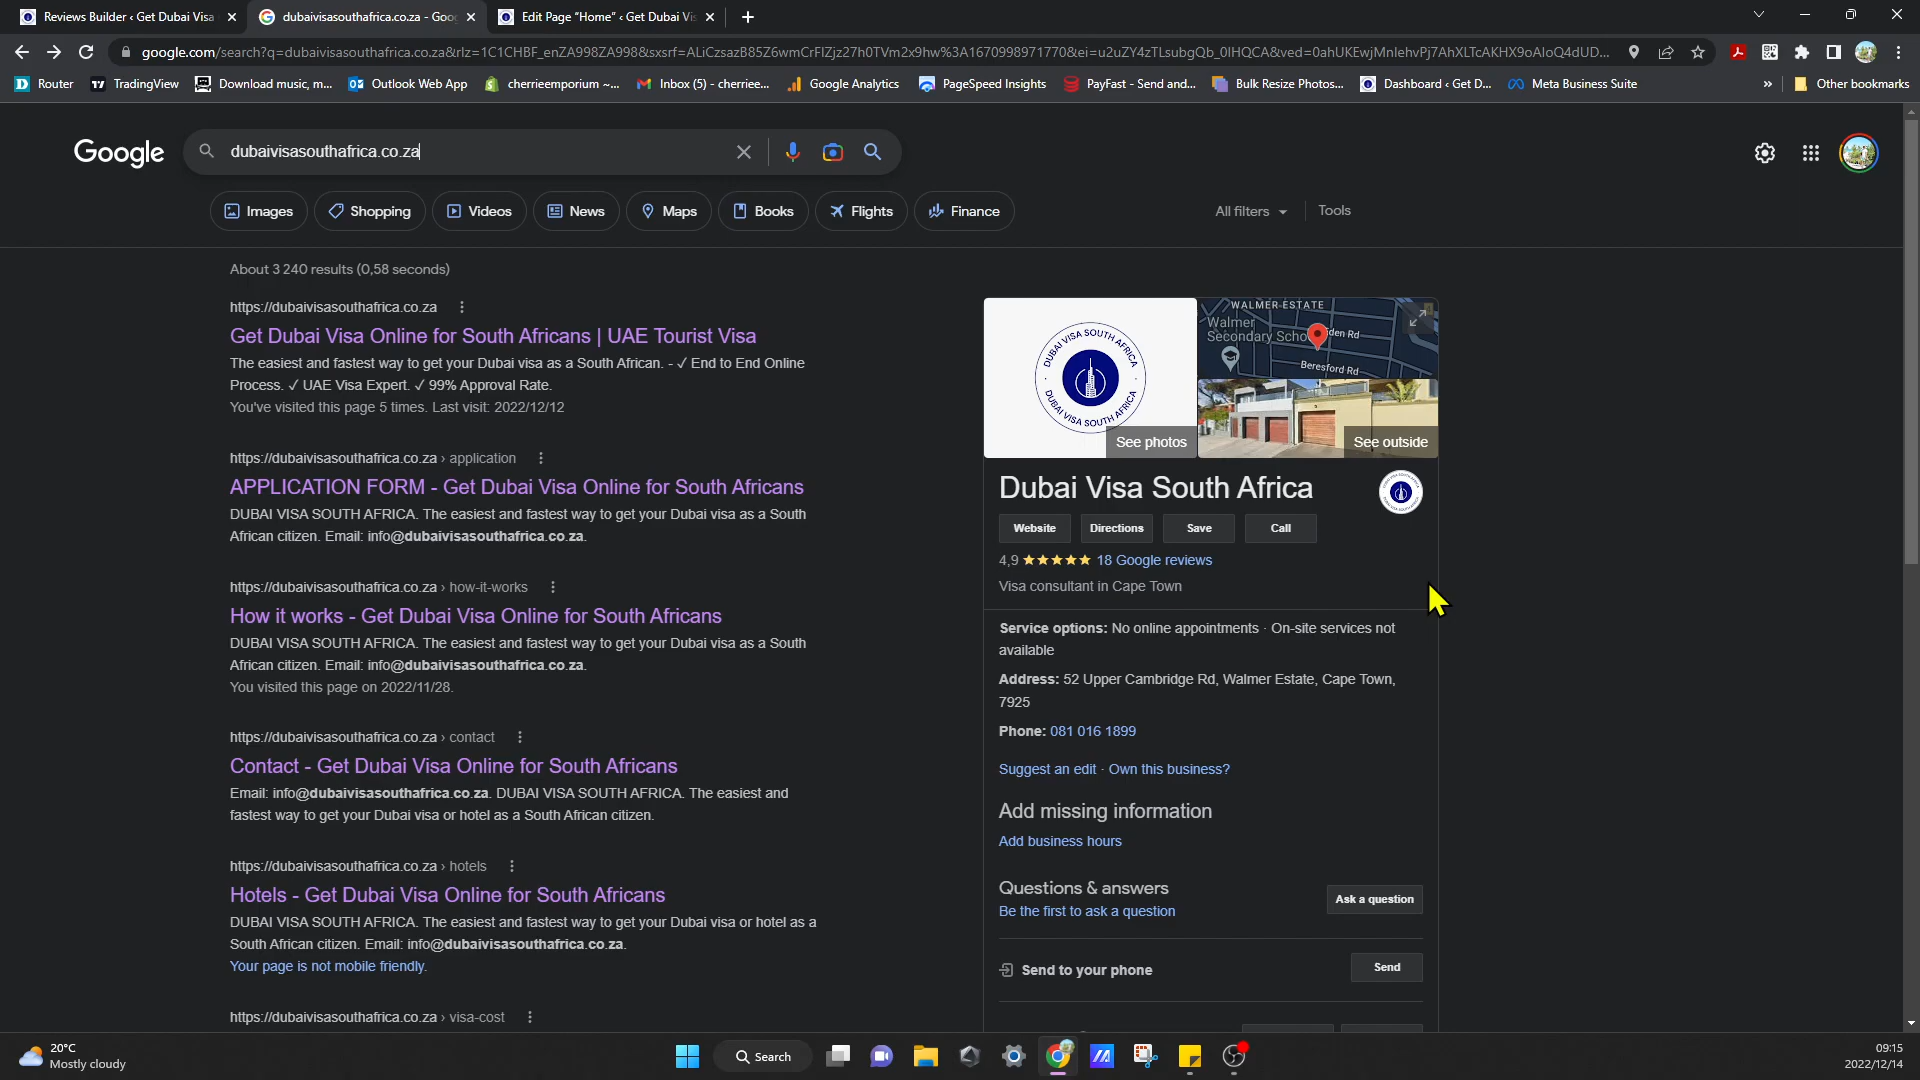 Reviews Builder ‹ Get Dubai Visa
dubaivisasouthafrica.co.za - Goog
Edit Page “Home” ‹ Get Dubai Vis
google.com/search?q=dubaivisasouthafrica.co.za&rlz=1C1CHBF_enZA998ZA998&sxsrf=ALiCzsazB85Z6wmCrFIZjz27h0TVm2x9hw%3A1670998971770&ei=u2uZY4zTLsubgQb_0IHQCA&ved=0ahUKEwjMnIehvPj7AhXLTcAKHX9oAIoQ4dUD...
Router
TradingView
Download music, m...
Outlook Web App
cherrieemporium ~...
Inbox (5) - cherriee...
Google Analytics
PageSpeed Insights
PayFast - Send and...
Bulk Resize Photos...
Dashboard ‹ Get D...
Meta Business Suite
»
Other bookmarks
Google
dubaivisasouthafrica.co.za
Images
Shopping
Videos
News
Maps
Books
Flights
Finance
All filters
Tools
About 3 240 results (0,58 seconds)
https://dubaivisasouthafrica.co.za
Get Dubai Visa Online for South Africans | UAE Tourist Visa
The easiest and fastest way to get your Dubai visa as a South African. - ✓ End to End Online
Process. ✓ UAE Visa Expert. ✓ 99% Approval Rate.
You've visited this page 5 times. Last visit: 2022/12/12
https://dubaivisasouthafrica.co.za › application
APPLICATION FORM - Get Dubai Visa Online for South Africans
DUBAI VISA SOUTH AFRICA. The easiest and fastest way to get your Dubai visa as a South
African citizen. Email: info@dubaivisasouthafrica.co.za.
https://dubaivisasouthafrica.co.za › how-it-works
How it works - Get Dubai Visa Online for South Africans
DUBAI VISA SOUTH AFRICA. The easiest and fastest way to get your Dubai visa as a South
African citizen. Email: info@dubaivisasouthafrica.co.za.
You visited this page on 2022/11/28.
https://dubaivisasouthafrica.co.za › contact
Contact - Get Dubai Visa Online for South Africans
Email: info@dubaivisasouthafrica.co.za. DUBAI VISA SOUTH AFRICA. The easiest and
fastest way to get your Dubai visa or hotel as a South African citizen.
https://dubaivisasouthafrica.co.za › hotels
Hotels - Get Dubai Visa Online for South Africans
DUBAI VISA SOUTH AFRICA. The easiest and fastest way to get your Dubai visa or hotel as a
South African citizen. Email: info@dubaivisasouthafrica.co.za.
Your page is not mobile friendly.
https://dubaivisasouthafrica.co.za › visa-cost
DUBAI VISA SOUTH AFRICA
DUBAI VISA SOUTH AFRICA
See photos
WALMER ESTATE
Walmer
Secondary Scho
den Rd
Beresford Rd
See outside
Dubai Visa South Africa
Website
Directions
Save
Call
4,9 ★★★★★ 18 Google reviews
Visa consultant in Cape Town
Service options: No online appointments · On-site services not
available
Address: 52 Upper Cambridge Rd, Walmer Estate, Cape Town,
7925
Phone: 081 016 1899
Suggest an edit · Own this business?
Add missing information
Add business hours
Questions & answers
Be the first to ask a question
Ask a question
Send to your phone
Send
20°C
Mostly cloudy
Search
09:15
2022/12/14